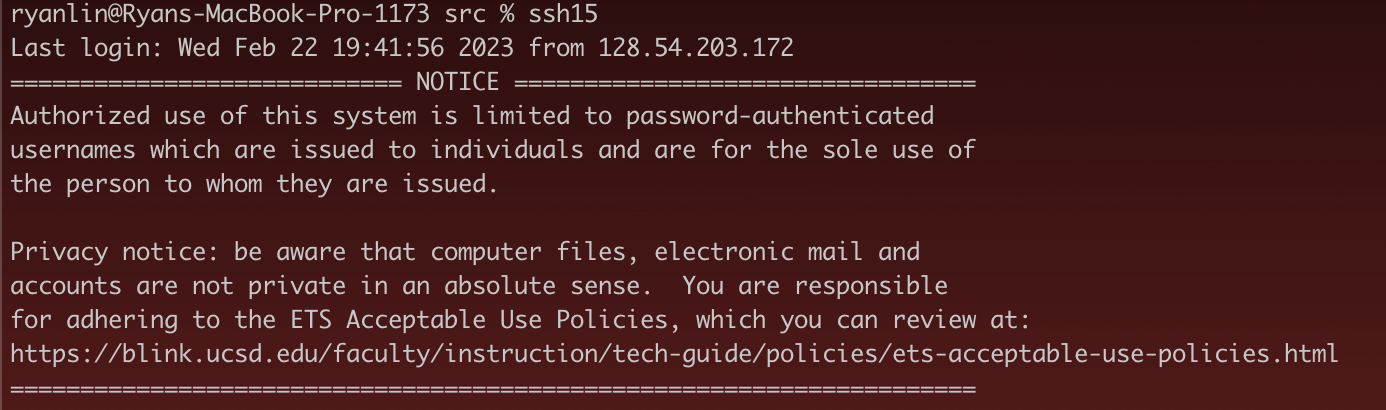 ryanlin@Ryans-MacBook-Pro-1173 src % ssh15
Last login: Wed Feb 22 19:41:56 2023 from 128.54.203.172
============================ NOTICE =================================
Authorized use of this system is limited to password-authenticated
usernames which are issued to individuals and are for the sole use of
the person to whom they are issued.

Privacy notice: be aware that computer files, electronic mail and
accounts are not private in an absolute sense.  You are responsible
for adhering to the ETS Acceptable Use Policies, which you can review at:
https://blink.ucsd.edu/faculty/instruction/tech-guide/policies/ets-acceptable-use-policies.html
=====================================================================